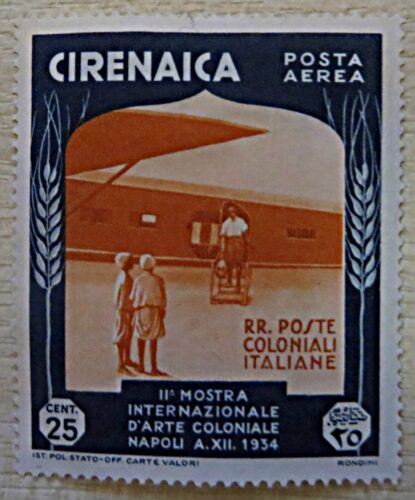 CIRENAICA
POSTA
AEREA
RR. POSTE
COLONIALI
ITALIANE
IIª MOSTRA
INTERNAZIONALE
D'ARTE COLONIALE
NAPOLI A.XII. 1934
CENT.
25
٢٥
IST. POL. STATO-OFF. CARTE VALORI
RONDINI